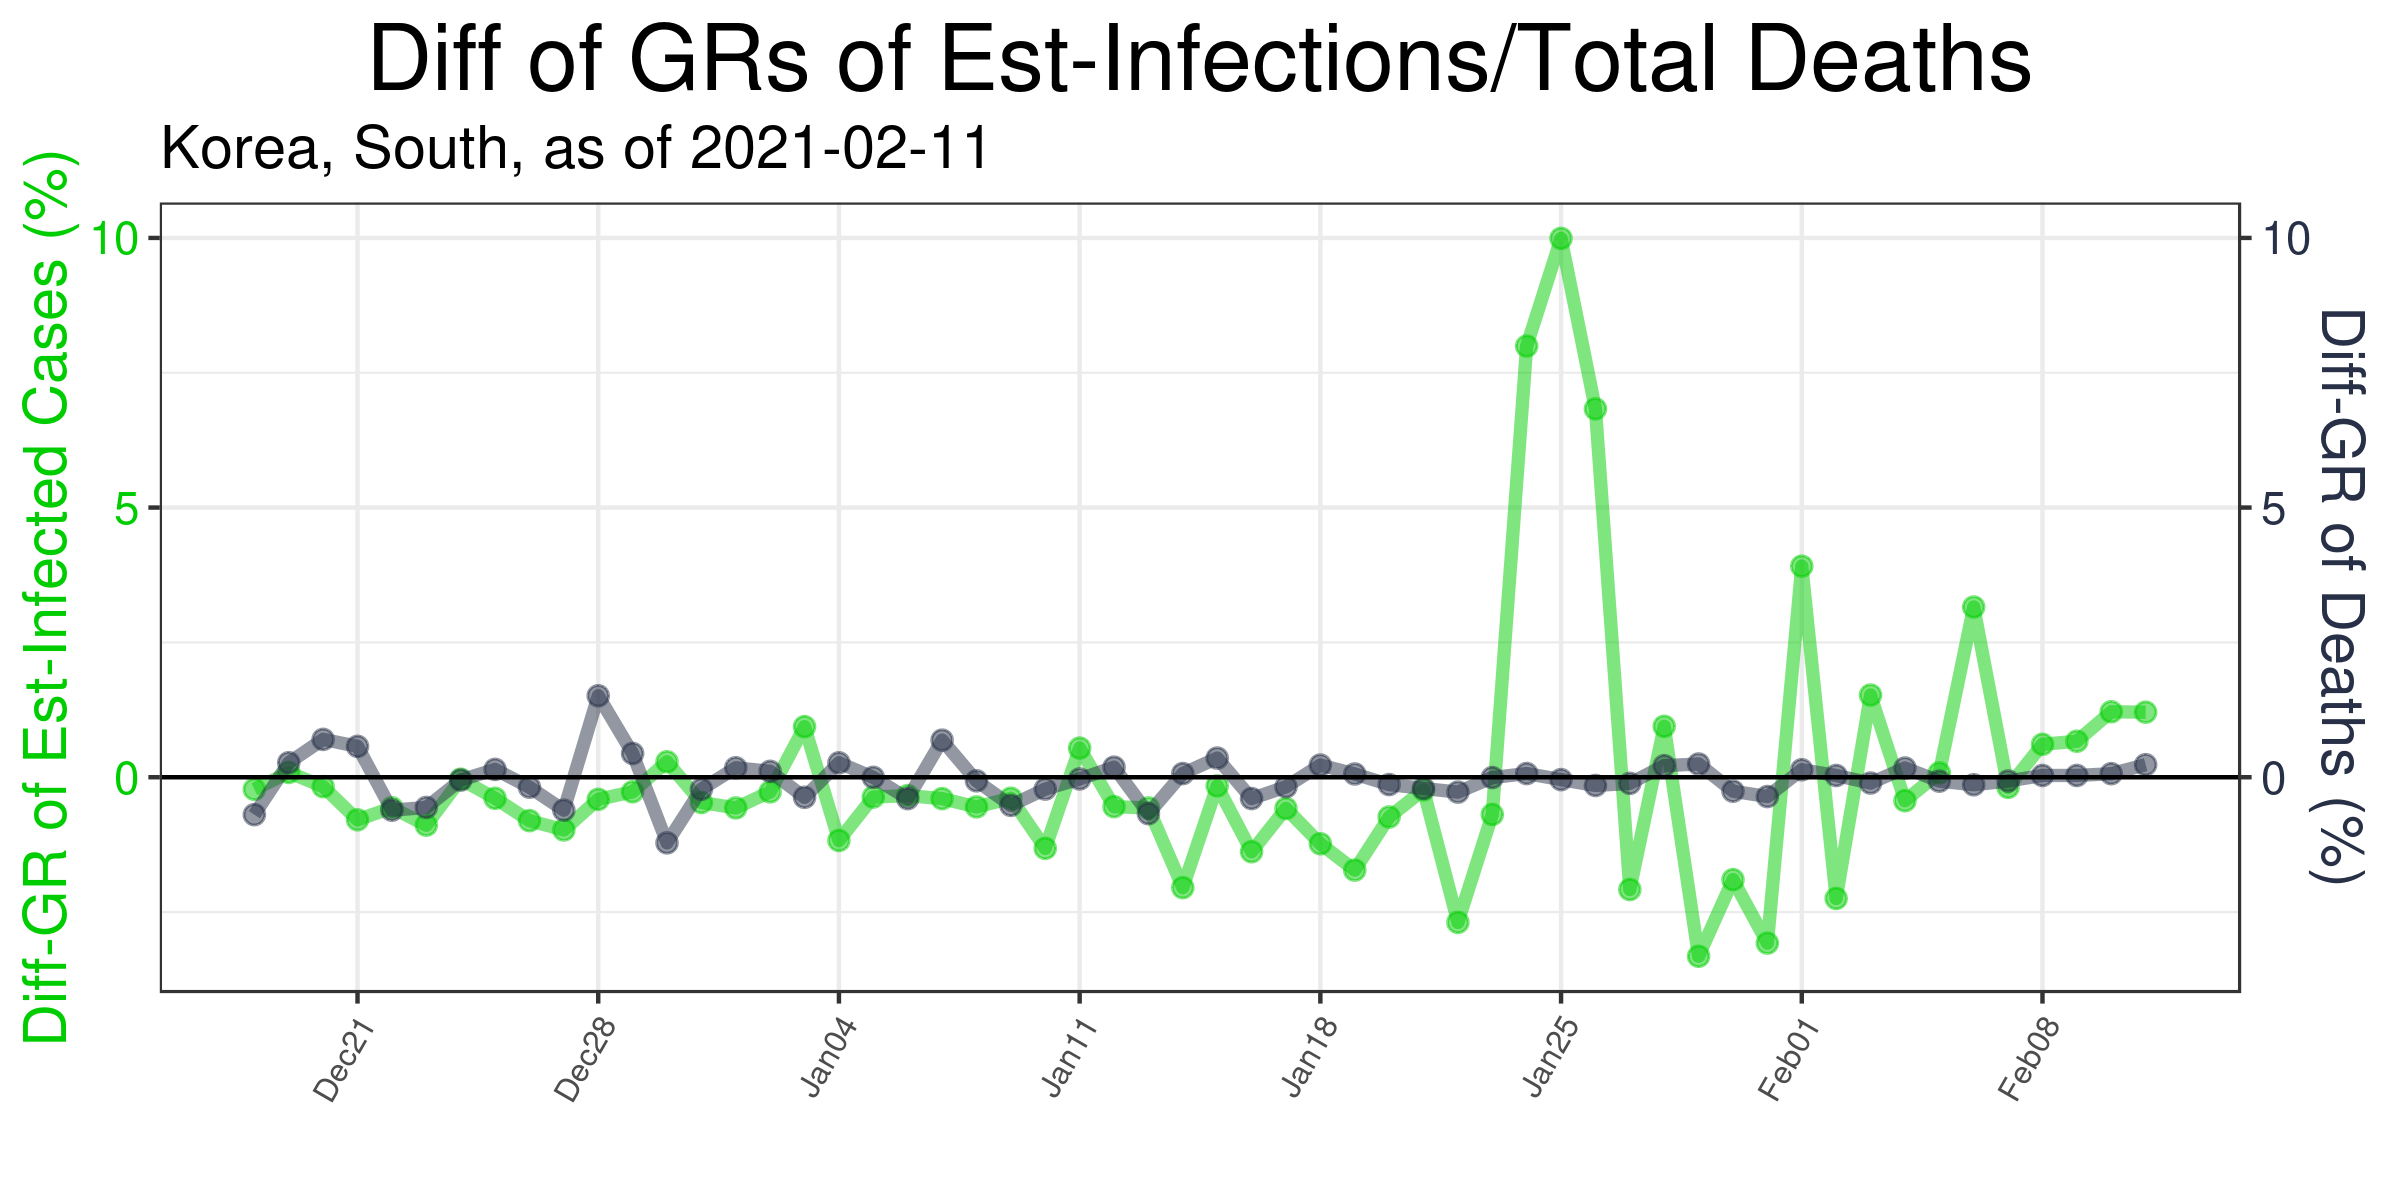 Diff of GRs of Est-Infections/Total Deaths
Korea, South, as of 2021-02-11
Diff-GR of Est-Infected Cases (%)
10
5
0
10
5
0
Diff-GR of Deaths (%)
Dec21
Dec28
Jan04
Jan11
Jan18
Jan25
Feb01
Feb08